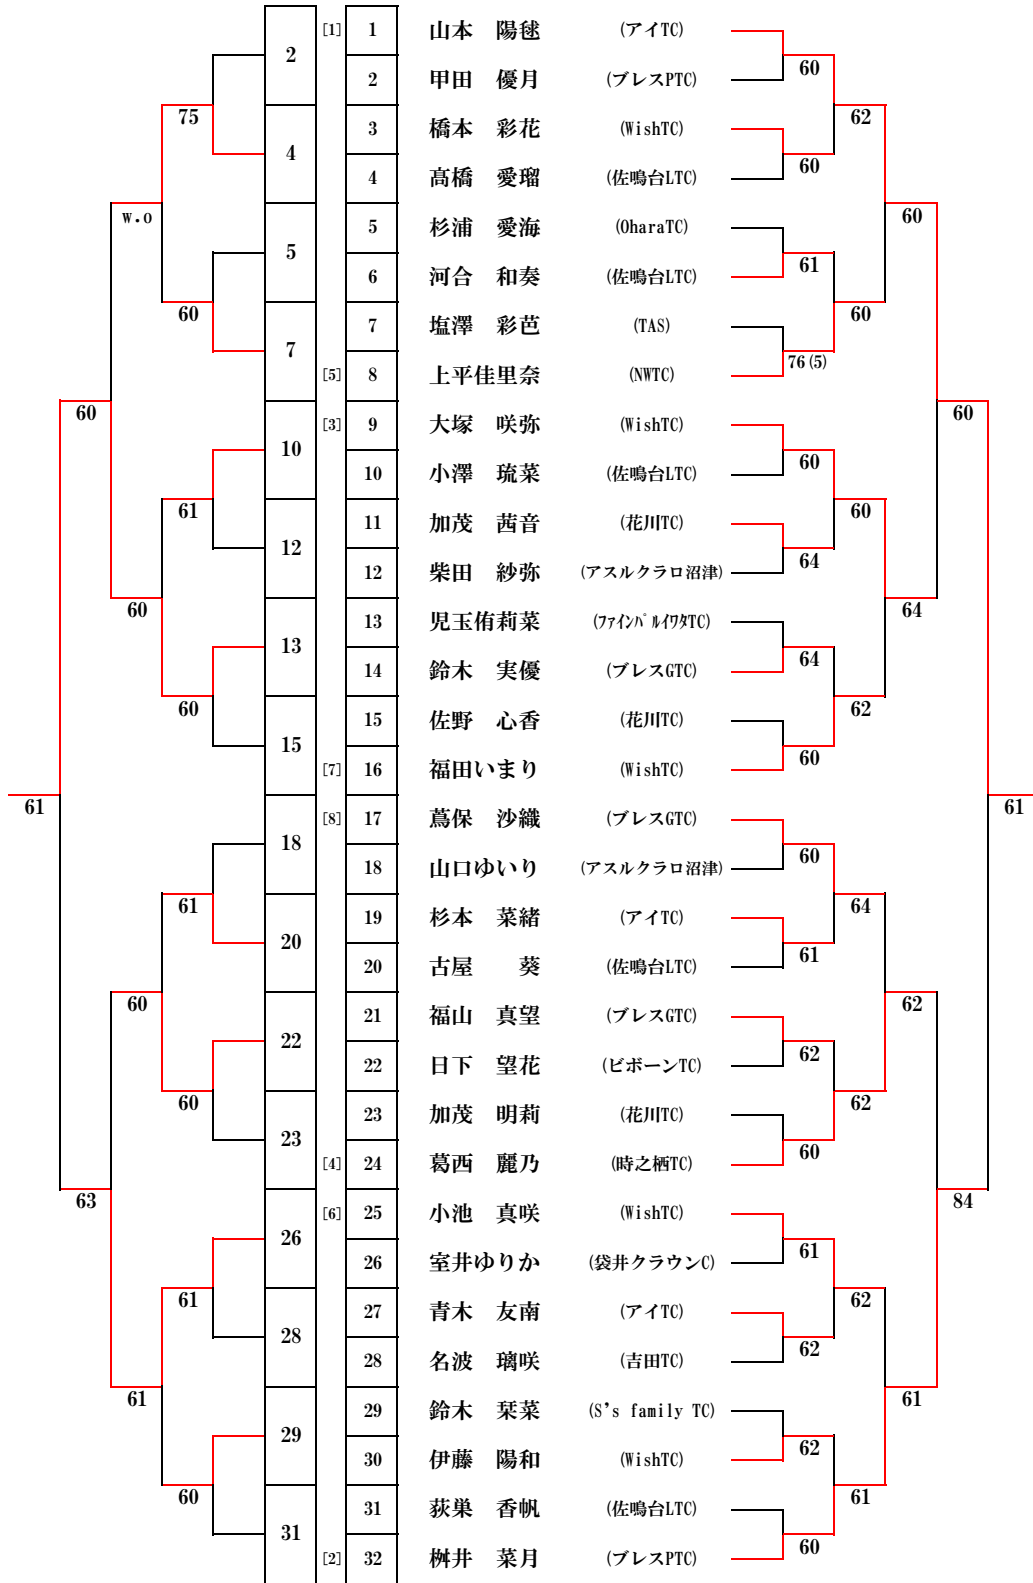 [1] 1 山本 陽毬 (アイTC)
2 2 甲田 優月 (ブレスPTC) 60
75 3 橋本 彩花 (WishTC) 62
4 4 髙橋 愛瑠 (佐鳴台LTC) 60
w.o 5 杉浦 愛海 (OharaTC) 60
5 6 河合 和奏 (佐鳴台LTC) 61
60 7 塩澤 彩芭 (TAS) 60
7 [5] 8 上平佳里奈 (NWTC) 76(5)
60 [3] 9 大塚 咲弥 (WishTC) 60
10 10 小澤 琉菜 (佐鳴台LTC) 60
61 11 加茂 茜音 (花川TC) 60
12 12 柴田 紗弥 (アスルクラロ沼津) 64
60 13 児玉侑莉菜 (ファインパルイワタTC) 64
13 14 鈴木 実優 (ブレスGTC) 64
60 15 佐野 心香 (花川TC) 62
15 [7] 16 福田いまり (WishTC) 60
61 [8] 17 蔦保 沙織 (ブレスGTC) 61
18 18 山口ゆいり (アスルクラロ沼津) 60
61 19 杉本 菜緒 (アイTC) 64
20 20 古屋 葵 (佐鳴台LTC) 61
60 21 福山 真望 (ブレスGTC) 62
22 22 日下 望花 (ビボーンTC) 62
60 23 加茂 明莉 (花川TC) 62
23 [4] 24 葛西 麗乃 (時之栖TC) 60
63 [6] 25 小池 真咲 (WishTC) 84
26 26 室井ゆりか (袋井クラウンC) 61
61 27 青木 友南 (アイTC) 62
28 28 名波 璃咲 (吉田TC) 62
61 29 鈴木 栞菜 (S's family TC) 61
29 30 伊藤 陽和 (WishTC) 62
60 31 荻巣 香帆 (佐鳴台LTC) 61
31 [2] 32 桝井 菜月 (ブレスPTC) 60